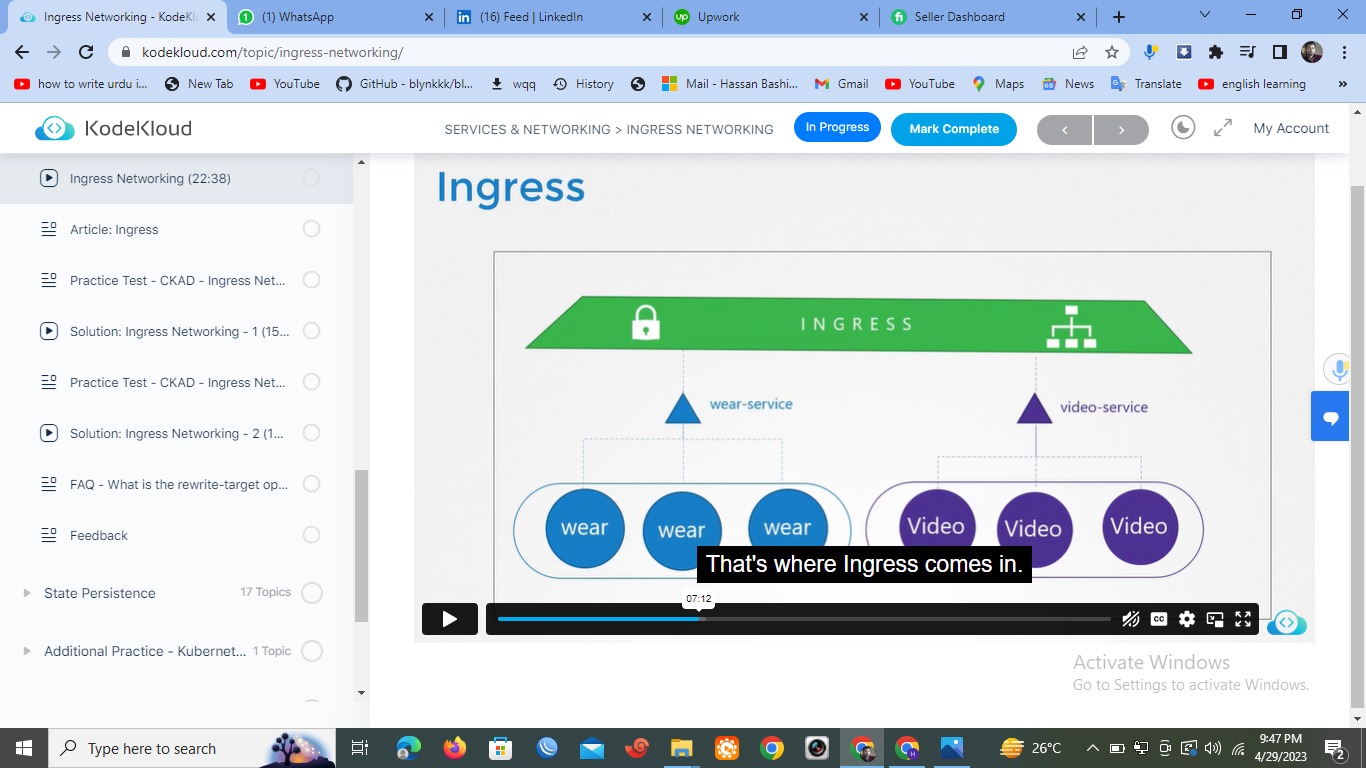 Ingress Networking - KodeKl
(1) WhatsApp
(16) Feed | LinkedIn
Upwork
Seller Dashboard
kodekloud.com/topic/ingress-networking/
how to write urdu i...
New Tab
YouTube
GitHub - blynkkk/bl...
wqq
History
Mail - Hassan Bashi...
Gmail
YouTube
Maps
News
Translate
english learning
»
KodeKloud
SERVICES & NETWORKING > INGRESS NETWORKING
In Progress
Mark Complete
My Account
Ingress Networking (22:38)
Article: Ingress
Practice Test - CKAD - Ingress Net...
Solution: Ingress Networking - 1 (15...
Practice Test - CKAD - Ingress Net...
Solution: Ingress Networking - 2 (1...
FAQ - What is the rewrite-target op...
Feedback
State Persistence
17 Topics
Additional Practice - Kubernet...
1 Topic
Ingress
INGRESS
wear-service
video-service
wear
wear
wear
Video
Video
Video
That's where Ingress comes in.
07:12
CC
Activate Windows
Go to Settings to activate Windows.
Type here to search
26°C
9:47 PM
4/29/2023
2